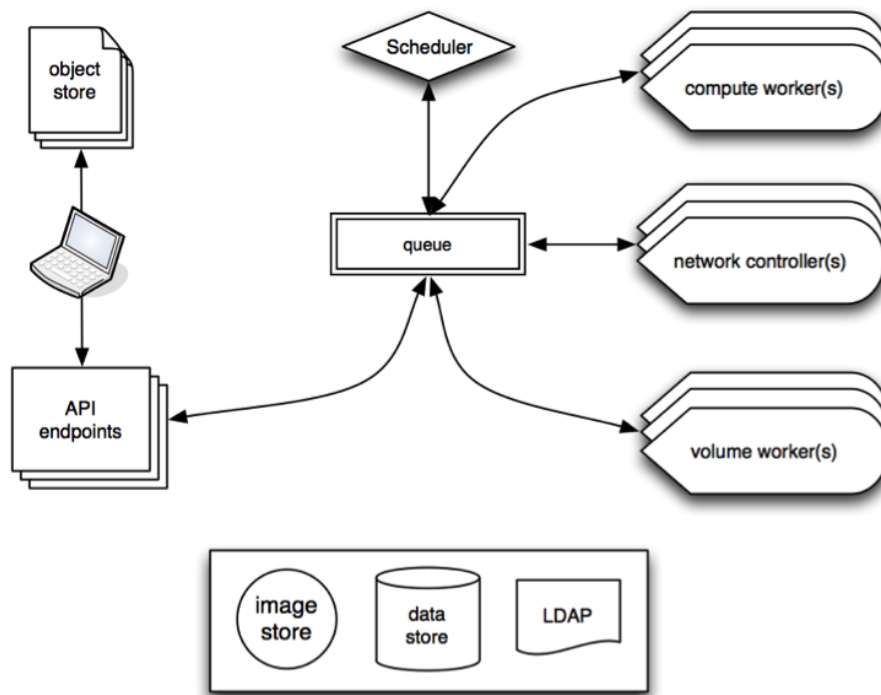 object
store
Scheduler
compute worker(s)
queue
network controller(s)
API
endpoints
volume worker(s)
image
store
data
store
LDAP